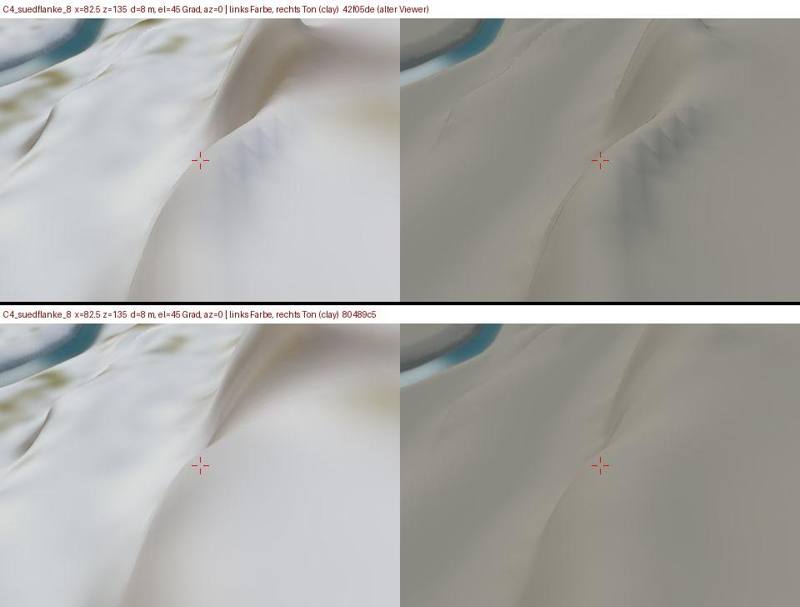 C4_suedflanke_8 x=82.5 z=135 d=8 m, el=45 Grad, az=0 | links Farbe, rechts Ton (clay) 42f05de (alter Viewer)
C4_suedflanke_8 x=82.5 z=135 d=8 m, el=45 Grad, az=0 | links Farbe, rechts Ton (clay) 80489c5